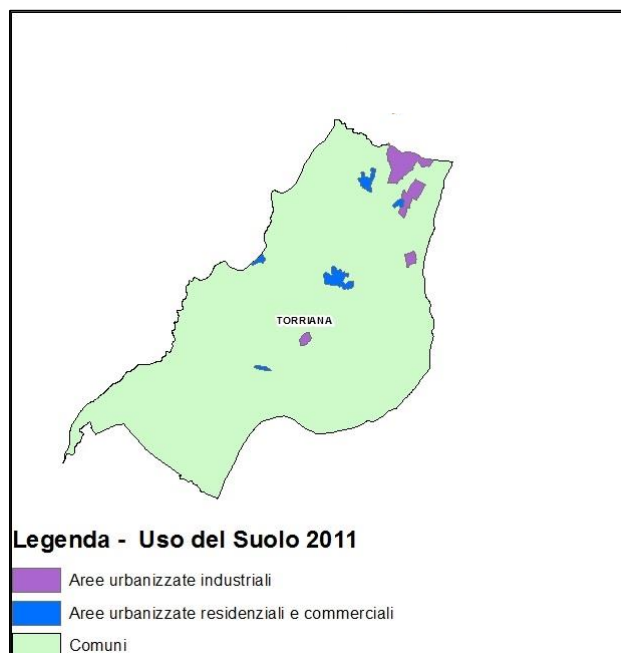 TORRIANA
Legenda - Uso del Suolo 2011
Aree urbanizzate industriali
Aree urbanizzate residenziali e commerciali
Comuni